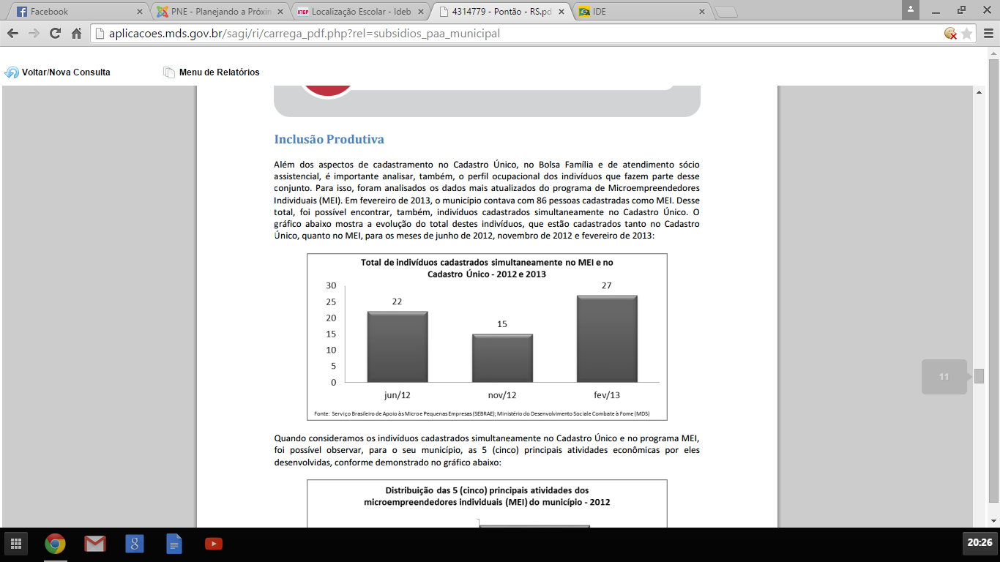 Facebook
PNE - Planejando a Próxin
INEP Localização Escolar - Ideb
4314779 - Pontão - RS.pd
IDE
aplicacoes.mds.gov.br/sagi/ri/carrega_pdf.php?rel=subsidios_paa_municipal
Voltar/Nova Consulta
Menu de Relatórios
Inclusão Produtiva
Além dos aspectos de cadastramento no Cadastro Único, no Bolsa Família e de atendimento sócio
assistencial, é importante analisar, também, o perfil ocupacional dos indivíduos que fazem parte desse
conjunto. Para isso, foram analisados os dados mais atualizados do programa de Microempreendedores
Individuais (MEI). Em fevereiro de 2013, o município contava com 86 pessoas cadastradas como MEI. Desse
total, foi possível encontrar, também, indivíduos cadastrados simultaneamente no Cadastro Único. O
gráfico abaixo mostra a evolução do total destes indivíduos, que estão cadastrados tanto no Cadastro
Único, quanto no MEI, para os meses de junho de 2012, novembro de 2012 e fevereiro de 2013:
Total de indivíduos cadastrados simultaneamente no MEI e no
Cadastro Único - 2012 e 2013
30
25
20
15
10
5
0
22
15
27
jun/12
nov/12
fev/13
Fonte: Serviço Brasileiro de Apoio às Micro e Pequenas Empresas (SEBRAE); Ministério do Desenvolvimento Social e Combate à Fome (MDS)
11
Quando consideramos os indivíduos cadastrados simultaneamente no Cadastro Único e no programa MEI,
foi possível observar, para o seu município, as 5 (cinco) principais atividades econômicas por eles
desenvolvidas, conforme demonstrado no gráfico abaixo:
Distribuição das 5 (cinco) principais atividades dos
microempreendedores individuais (MEI) do município - 2012
8
20:26